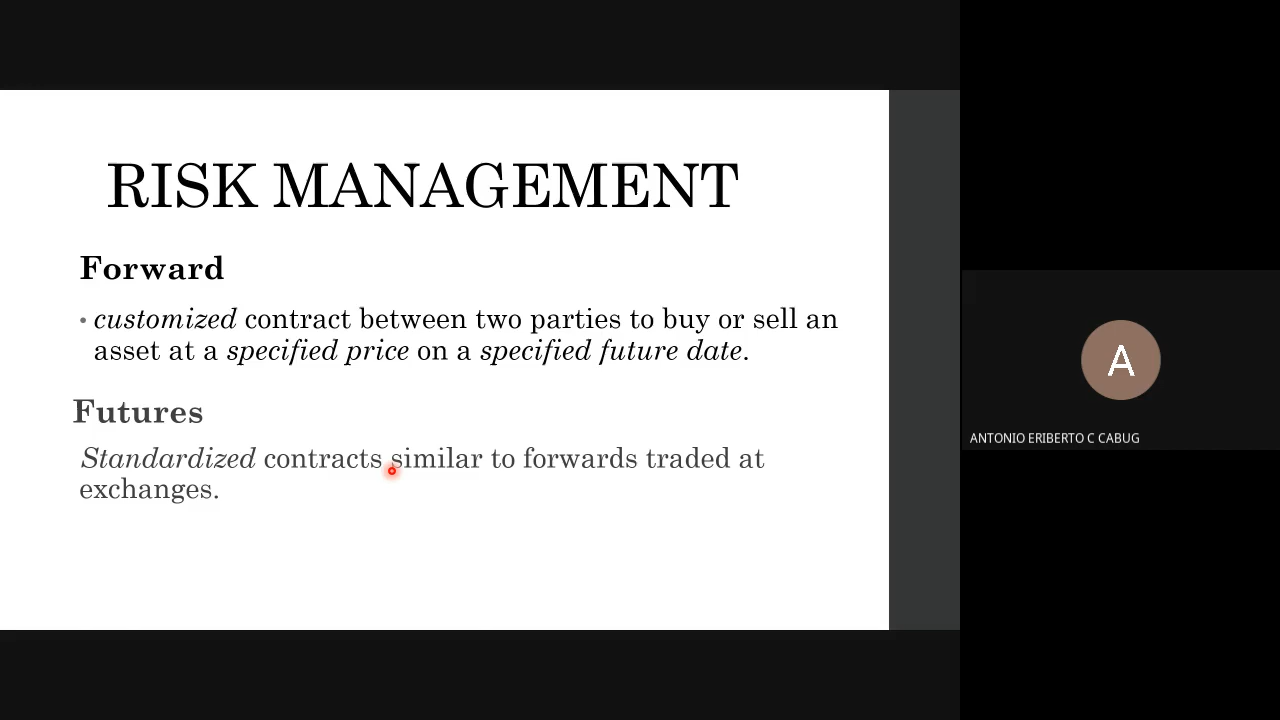 RISK MANAGEMENT
Forward
• customized contract between two parties to buy or sell an
asset at a specified price on a specified future date.
Futures
Standardized contracts similar to forwards traded at
exchanges.
A
ANTONIO ERIBERTO C CABUG